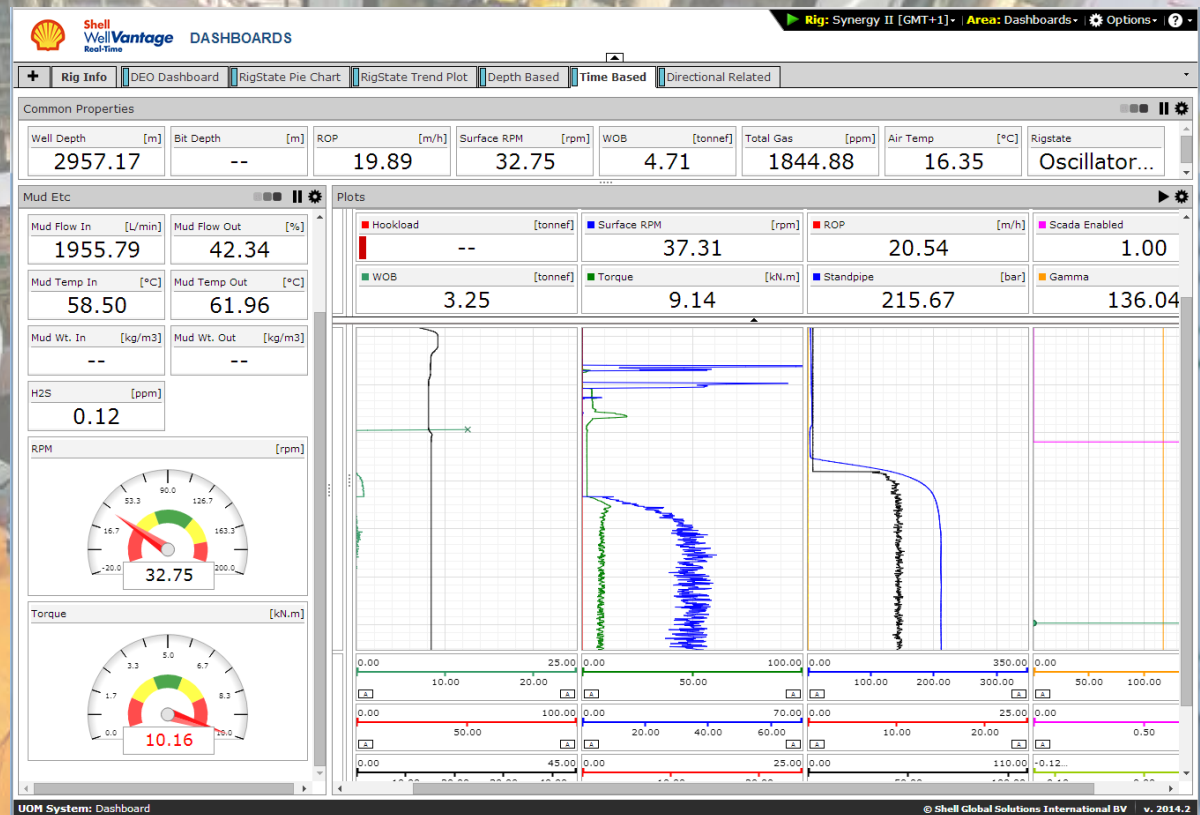 Shell
WellVantage
Real-Time
DASHBOARDS
Rig: Synergy II [GMT+1]
Area: Dashboards
Options
?
+
Rig Info
DEO Dashboard
RigState Pie Chart
RigState Trend Plot
Depth Based
Time Based
Directional Related
Common Properties
Well Depth [m]
2957.17
Bit Depth [m]
--
ROP [m/h]
19.89
Surface RPM [rpm]
32.75
WOB [tonnef]
4.71
Total Gas [ppm]
1844.88
Air Temp [°C]
16.35
Rigstate
Oscillator...
Mud Etc
Mud Flow In [L/min]
1955.79
Mud Flow Out [%]
42.34
Mud Temp In [°C]
58.50
Mud Temp Out [°C]
61.96
Mud Wt. In [kg/m3]
--
Mud Wt. Out [kg/m3]
--
H2S [ppm]
0.12
RPM [rpm]
-20.0 16.7 53.3 90.0 126.7 163.3 200.0
32.75
Torque [kN.m]
0.0 1.7 3.3 5.0 6.7 8.3
10.16
Plots
Hookload [tonnef]
--
Surface RPM [rpm]
37.31
ROP [m/h]
20.54
Scada Enabled
1.00
WOB [tonnef]
3.25
Torque [kN.m]
9.14
Standpipe [bar]
215.67
Gamma
136.04
0.00 25.00 0.00 100.00 0.00 350.00 0.00
10.00 20.00 50.00 100.00 200.00 300.00 50.00 100.00
A A A A A A A
0.00 100.00 0.00 70.00 0.00 25.00 0.00
50.00 20.00 40.00 60.00 10.00 20.00 0.50
A A A A A A A
0.00 45.00 0.00 25.00 0.00 110.00 -0.12...
UOM System: Dashboard
© Shell Global Solutions International BV
v. 2014.2